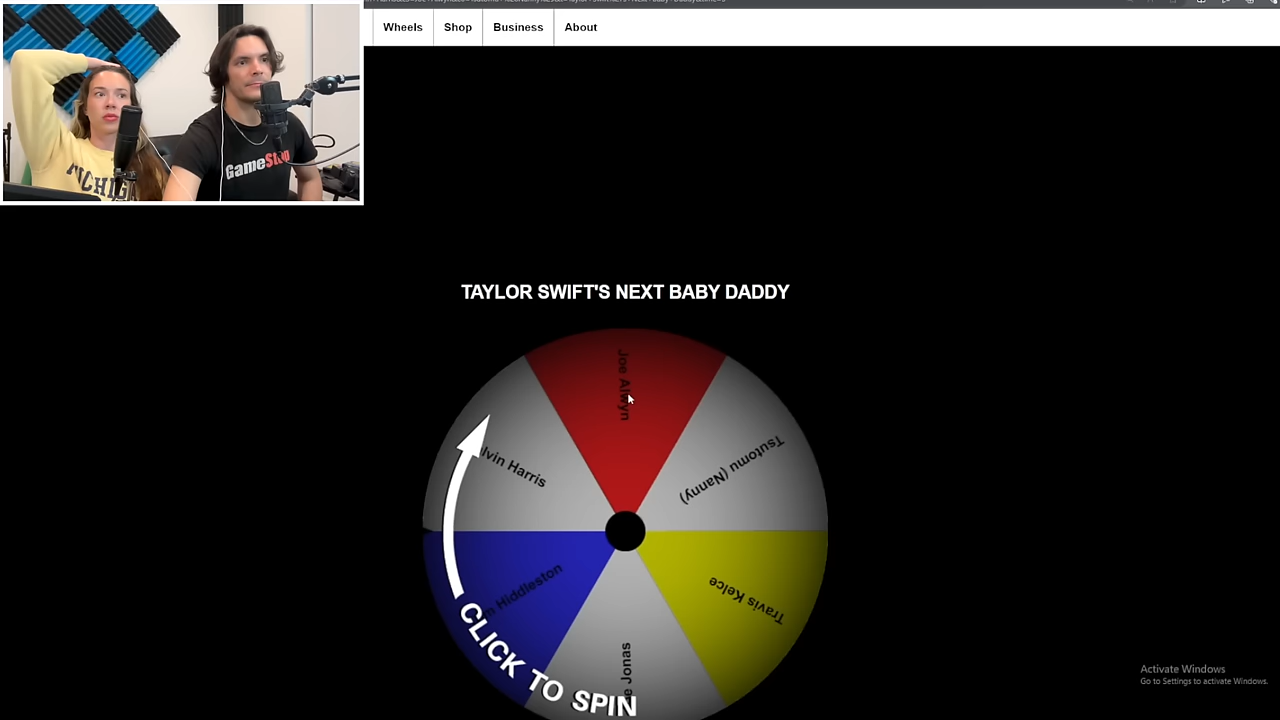 Wheels
Shop
Business
About
MICHIG
GameStop
TAYLOR SWIFT'S NEXT BABY DADDY
Joe Alwyn
Tsutomu (Nanny)
lvin Harris
Travis Kelce
Hiddleston
Jonas
CLICK TO SPIN
Activate Windows
Go to Settings to activate Windows.